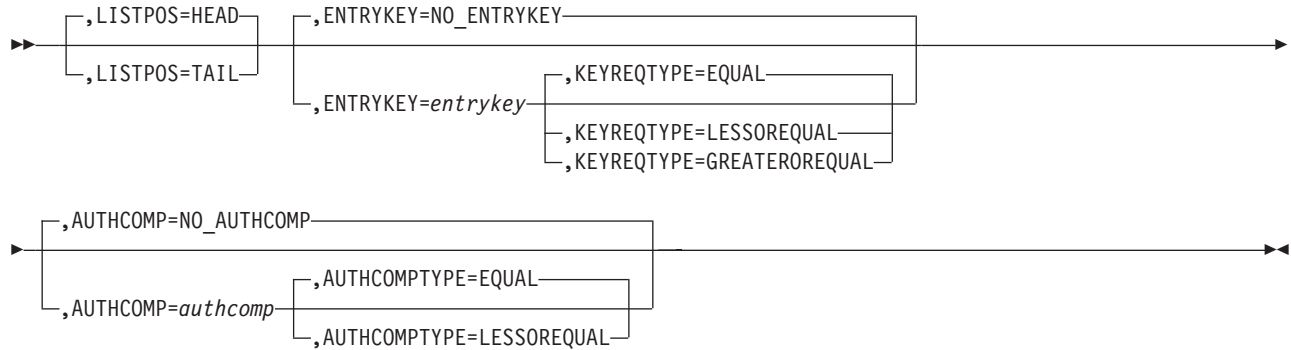 ,LISTPOS=HEAD
,LISTPOS=TAIL
,ENTRYKEY=NO_ENTRYKEY
,ENTRYKEY=entrykey
,KEYREQTYPE=EQUAL
,KEYREQTYPE=LESSOREQUAL
,KEYREQTYPE=GREATEROREQUAL
,AUTHCOMP=NO_AUTHCOMP
,AUTHCOMP=authcomp
,AUTHCOMPTYPE=EQUAL
,AUTHCOMPTYPE=LESSOREQUAL